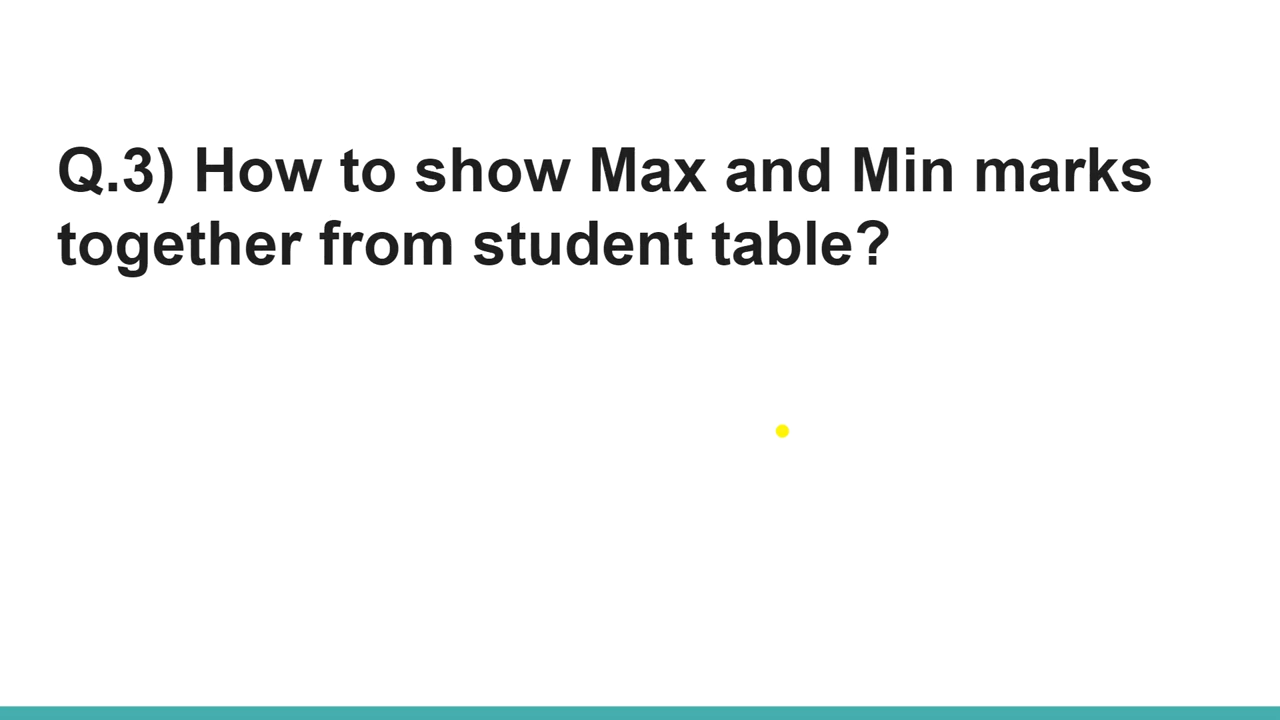 Q.3) How to show Max and Min marks
together from student table?